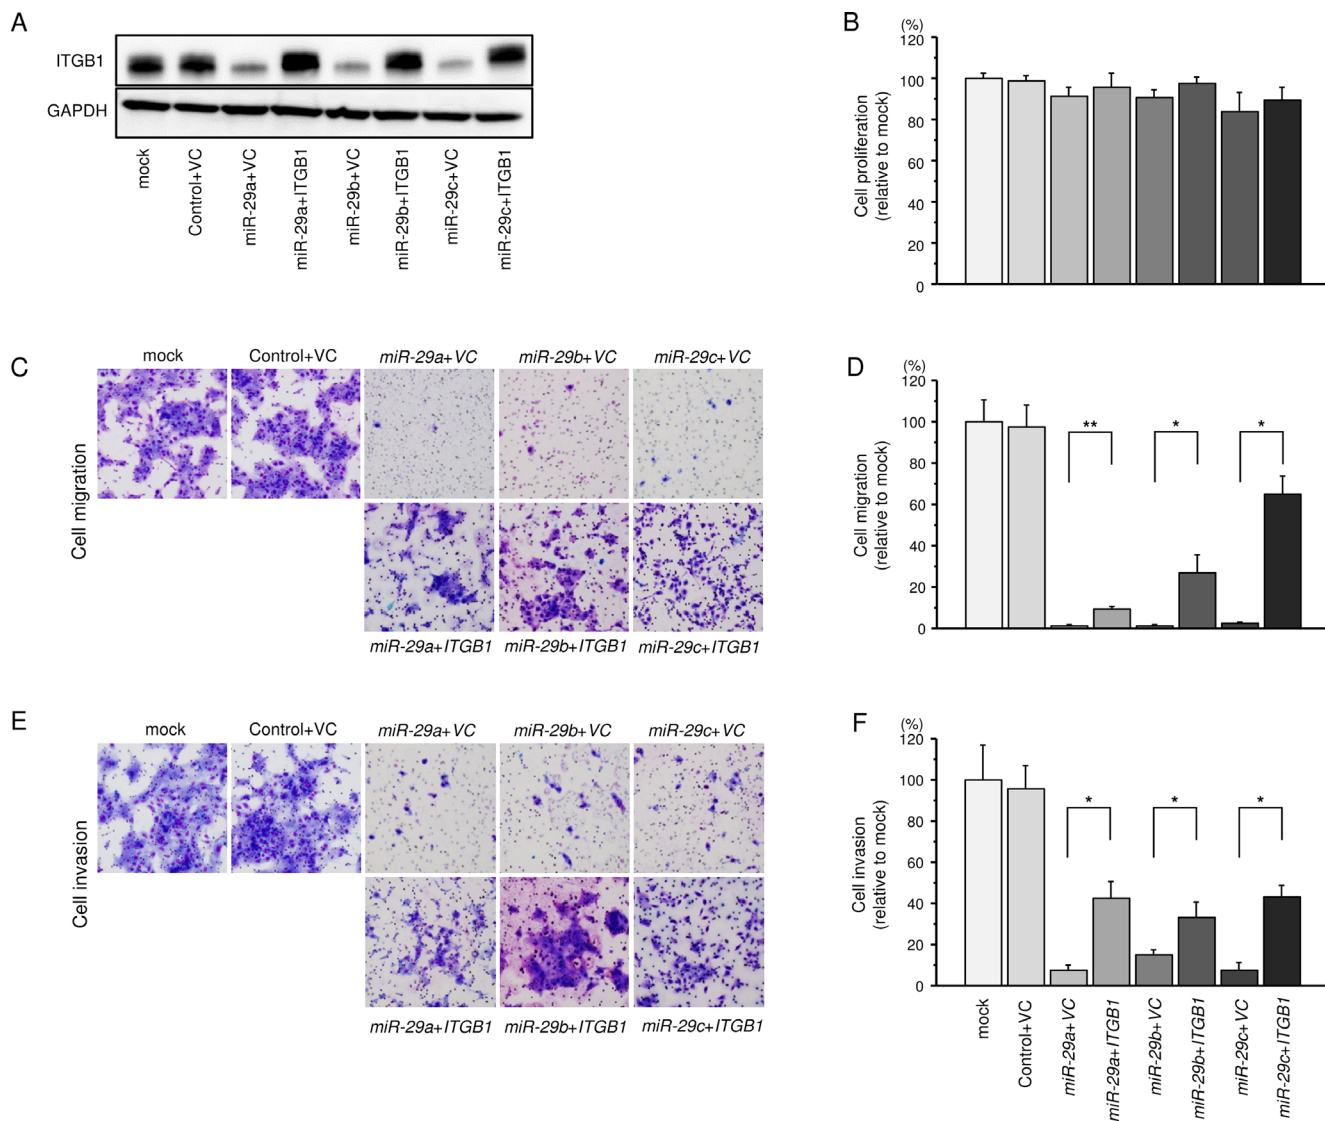 A
ITGB1
GAPDH
mock
Control+VC
miR-29a+VC
miR-29a+ITGB1
miR-29b+VC
miR-29b+ITGB1
miR-29c+VC
miR-29c+ITGB1
B
(%)
120
100
80
60
40
20
0
Cell proliferation
(relative to mock)
C
mock
Control+VC
miR-29a+VC
miR-29b+VC
miR-29c+VC
Cell migration
miR-29a+ITGB1
miR-29b+ITGB1
miR-29c+ITGB1
D
(%)
120
100
80
60
40
20
0
Cell migration
(relative to mock)
**
*
*
E
mock
Control+VC
miR-29a+VC
miR-29b+VC
miR-29c+VC
Cell invasion
miR-29a+ITGB1
miR-29b+ITGB1
miR-29c+ITGB1
F
(%)
120
100
80
60
40
20
0
Cell invasion
(relative to mock)
*
*
*
mock
Control+VC
miR-29a+VC
miR-29a+ITGB1
miR-29b+VC
miR-29b+ITGB1
miR-29c+VC
miR-29c+ITGB1